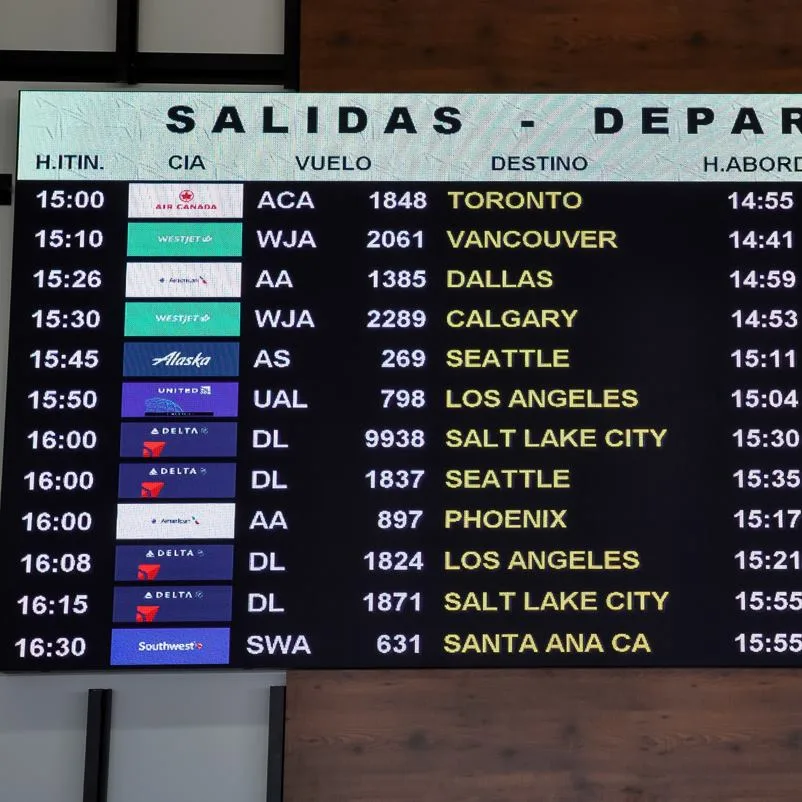 SALIDAS - DEPAR
H.ITIN. CIA VUELO DESTINO H.ABORD
15:00 AIR CANADA ACA 1848 TORONTO 14:55
15:10 WESTJET WJA 2061 VANCOUVER 14:41
15:26 American AA 1385 DALLAS 14:59
15:30 WESTJET WJA 2289 CALGARY 14:53
15:45 Alaska AS 269 SEATTLE 15:11
15:50 UNITED UAL 798 LOS ANGELES 15:04
16:00 DELTA DL 9938 SALT LAKE CITY 15:30
16:00 DELTA DL 1837 SEATTLE 15:35
16:00 American AA 897 PHOENIX 15:17
16:08 DELTA DL 1824 LOS ANGELES 15:21
16:15 DELTA DL 1871 SALT LAKE CITY 15:55
16:30 Southwest SWA 631 SANTA ANA CA 15:55